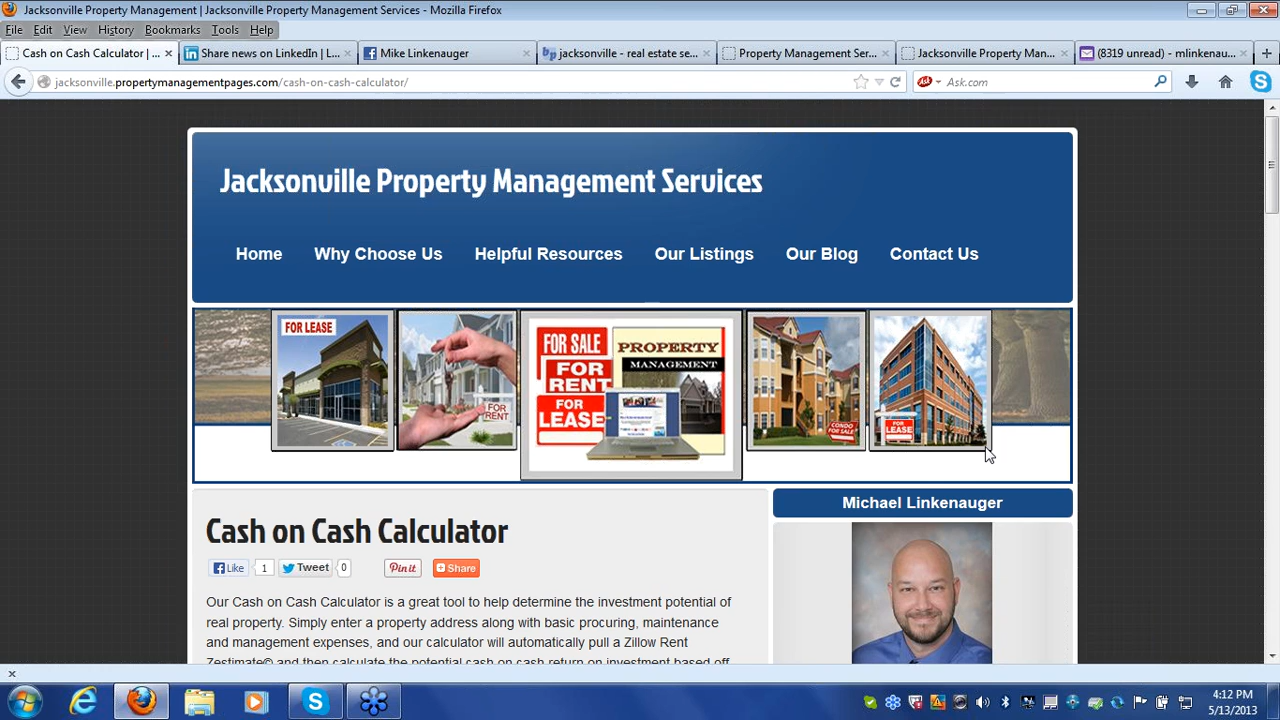 Jacksonville Property Management | Jacksonville Property Management Services - Mozilla Firefox
File Edit View History Bookmarks Tools Help
Cash on Cash Calculator | ... × Share news on LinkedIn | L... × Mike Linkenauger × jacksonville - real estate se... × Property Management Ser... × Jacksonville Property Man... × (8319 unread) - mlinkenau... × +
jacksonville.propertymanagementpages.com/cash-on-cash-calculator/ Ask Ask.com
Jacksonville Property Management Services
Home Why Choose Us Helpful Resources Our Listings Our Blog Contact Us
FOR LEASE
FOR RENT
FOR SALE
FOR RENT
FOR LEASE
PROPERTY
MANAGEMENT
CONDO FOR SALE
FOR LEASE
Cash on Cash Calculator
Michael Linkenauger
Like 1 Tweet 0 Pin it Share
Our Cash on Cash Calculator is a great tool to help determine the investment potential of
real property. Simply enter a property address along with basic procuring, maintenance
and management expenses, and our calculator will automatically pull a Zillow Rent
Zestimate© and then calculate the potential cash on cash return on investment based off
×
4:12 PM
5/13/2013